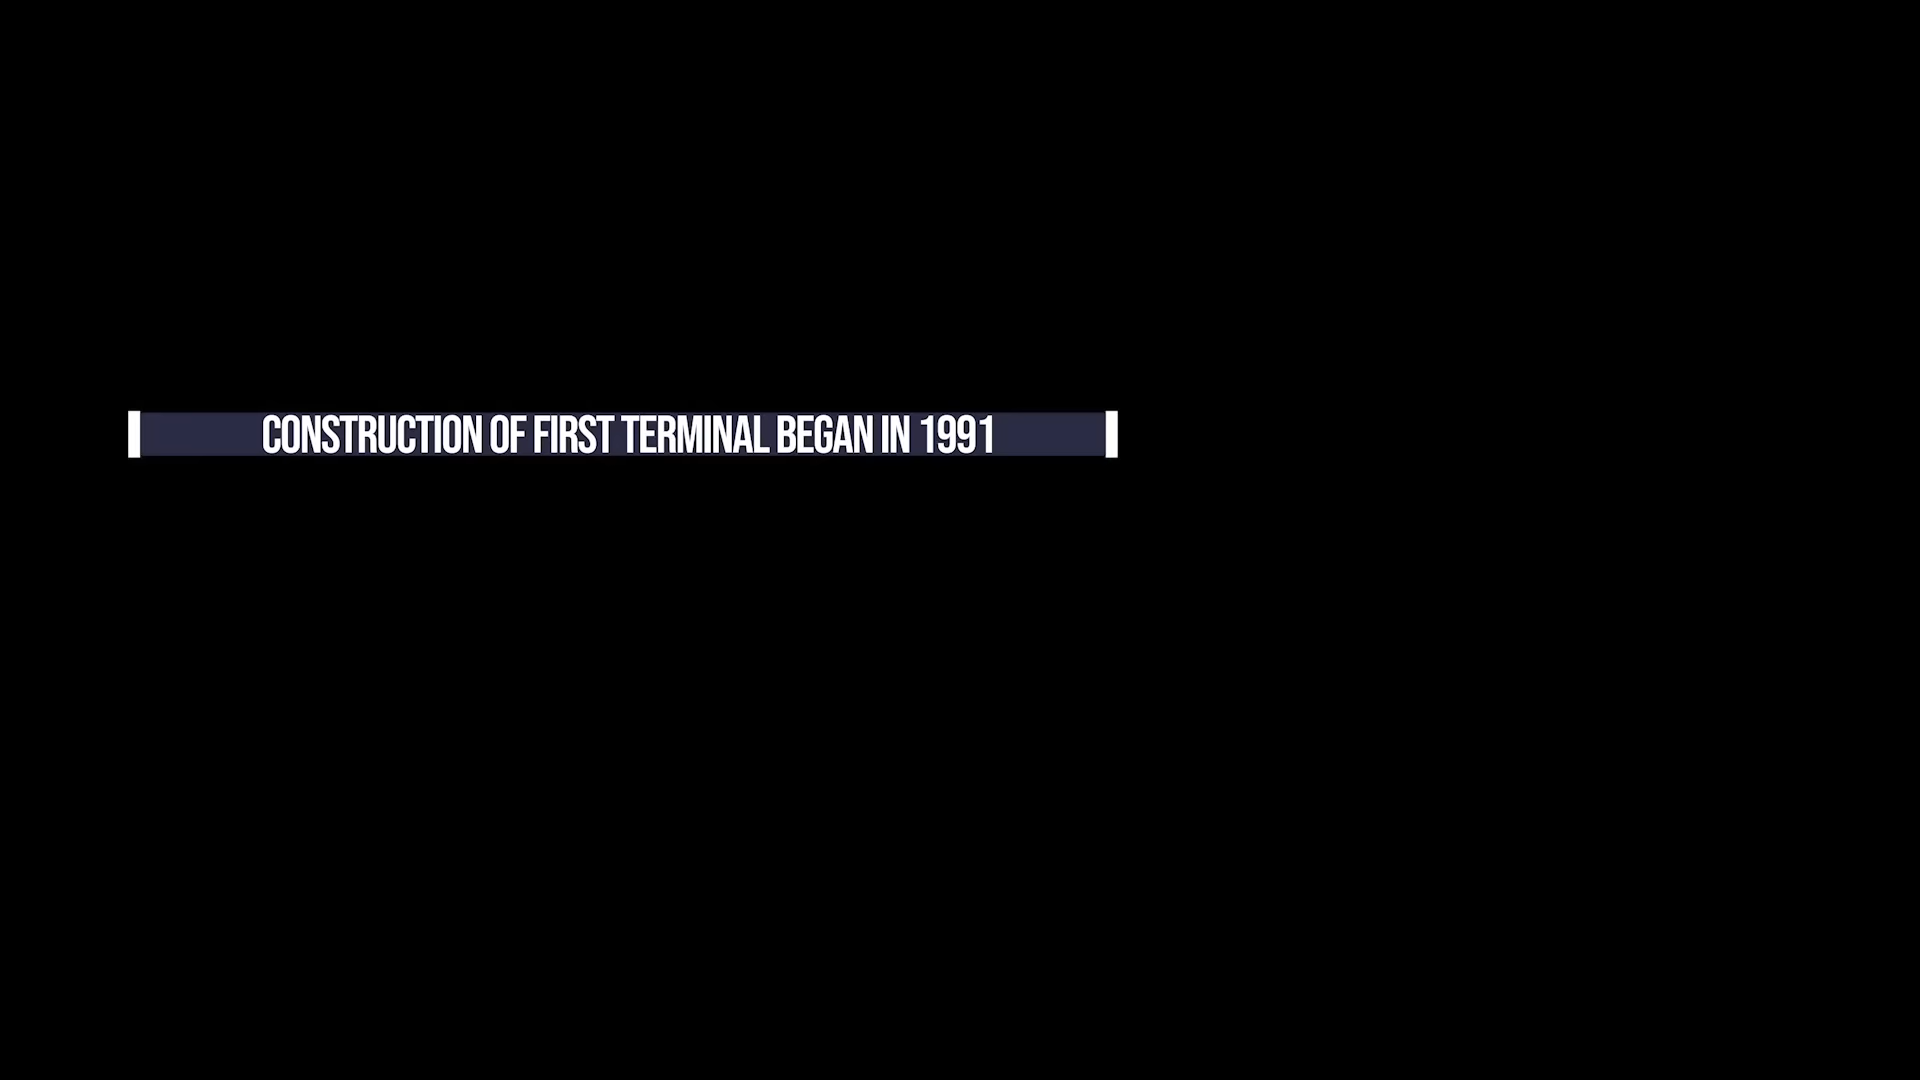 CONSTRUCTION OF FIRST TERMINAL BEGAN IN 1991